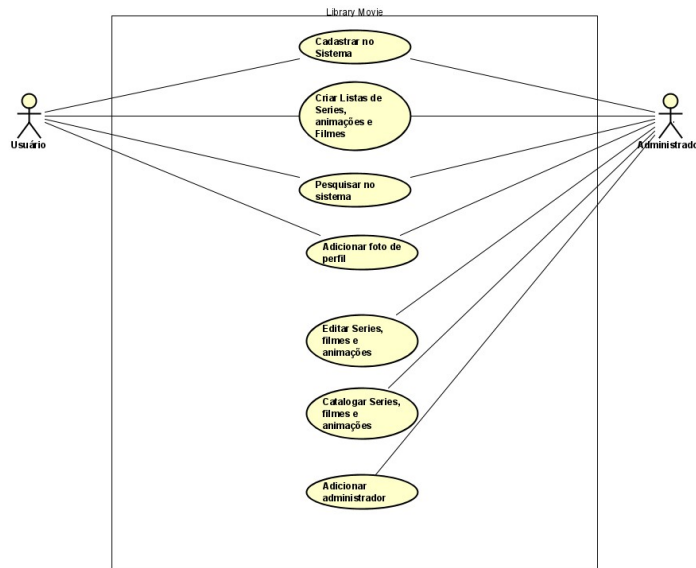 Library Movie
Cadastrar no
Sistema
Criar Listas de
Series,
animações e
Filmes
Usuário
Administrado
Pesquisar no
sistema
Adicionar foto de
perfil
Editar Series,
filmes e
animações
Catalogar Series,
filmes e
animações
Adicionar
administrador